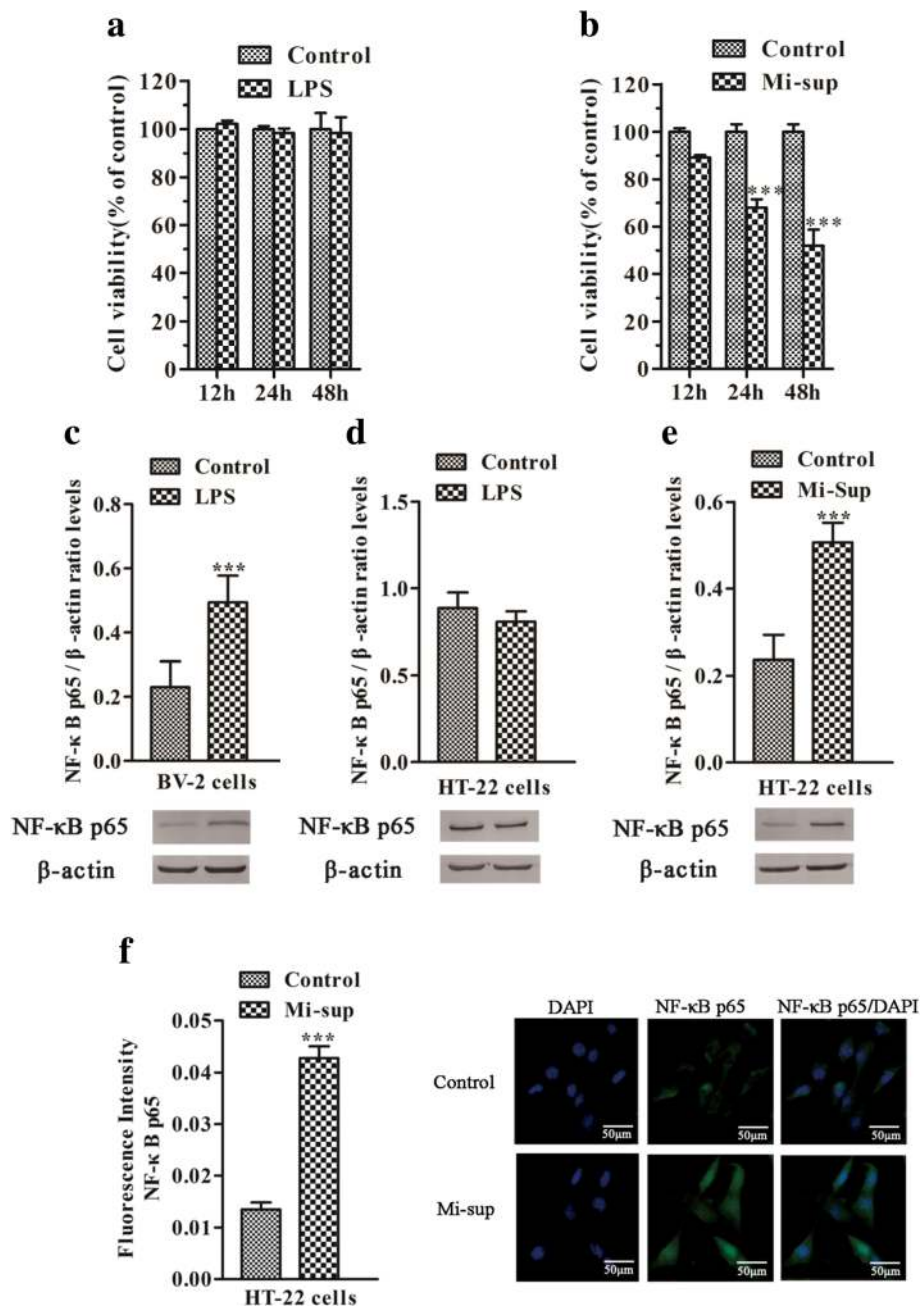 a
Control
LPS
Cell viability(% of control)
120
100
80
60
40
20
0
12h 24h 48h
b
Control
Mi-sup
Cell viability(% of control)
120
100
80
60
40
20
0
***
***
12h 24h 48h
c
Control
LPS
NF-κ B p65 / β -actin ratio levels
0.8
0.6
0.4
0.2
0.0
***
BV-2 cells
NF-κB p65
β-actin
d
Control
LPS
NF-κ B p65 / β -actin ratio levels
1.5
1.0
0.5
0.0
HT-22 cells
NF-κB p65
β-actin
e
Control
Mi-Sup
NF-κ B p65 / β -actin ratio levels
0.6
0.4
0.2
0.0
***
HT-22 cells
NF-κB p65
β-actin
f
Control
Mi-sup
Fluorescence Intensity
NF-κ B p65
0.05
0.04
0.03
0.02
0.01
0.00
***
HT-22 cells
DAPI NF-κB p65 NF-κB p65/DAPI
Control
50μm 50μm 50μm
Mi-sup
50μm 50μm 50μm